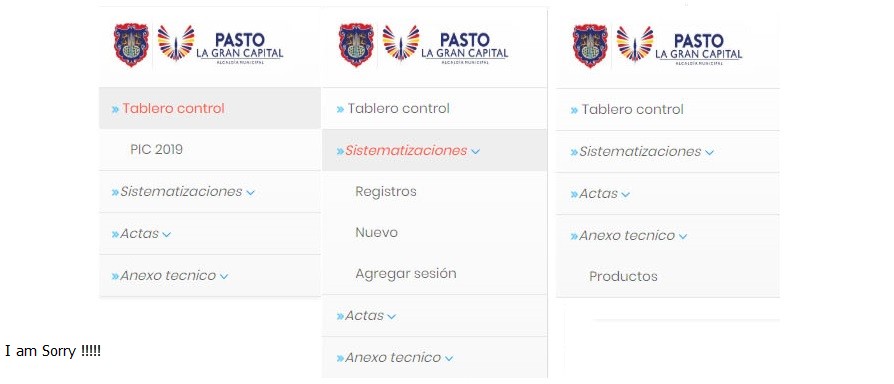 PASTO
LA GRAN CAPITAL
ALCALDÍA MUNICIPAL
» Tablero control
PIC 2019
»Sistematizaciones
»Actas
»Anexo tecnico
PASTO
LA GRAN CAPITAL
ALCALDÍA MUNICIPAL
» Tablero control
»Sistematizaciones
Registros
Nuevo
Agregar sesión
»Actas
»Anexo tecnico
PASTO
LA GRAN CAPITAL
ALCALDÍA MUNICIPAL
» Tablero control
»Sistematizaciones
»Actas
»Anexo tecnico
Productos
I am Sorry !!!!!